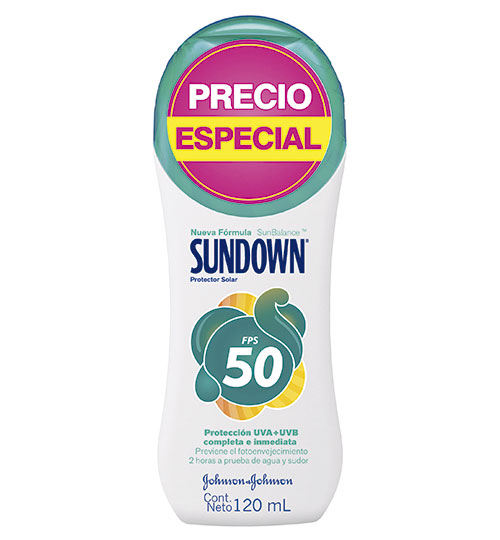 PRECIO
ESPECIAL
Nueva Fórmula SunBalance™
SUNDOWN®
Protector Solar
FPS
50
Protección UVA+UVB
completa e inmediata
Previene el fotoenvejecimiento
2 horas a prueba de agua y sudor
Johnson & Johnson
Cont.
Neto 120 mL